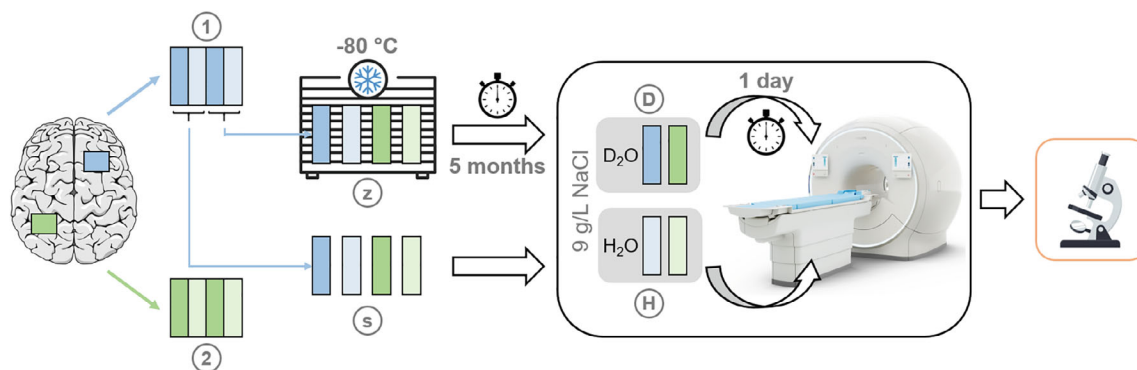 1
-80 °C
z
5 months
s
2
9 g/L NaCl
D
D₂O
H₂O
H
1 day